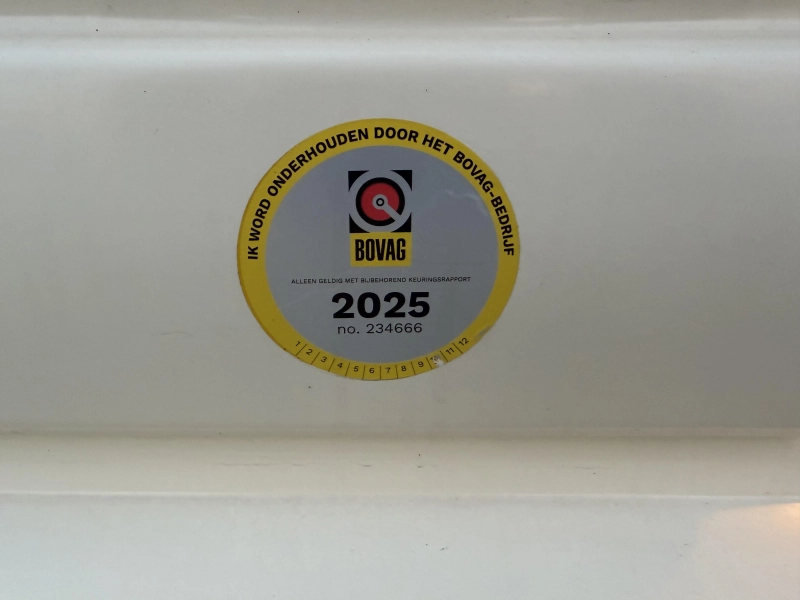 IK WORD ONDERHOUDEN DOOR HET BOVAG-BEDRIJF
BOVAG
ALLEEN GELDIG MET BIJBEHOREND KEURINGSRAPPORT
2025
no. 234666
1 2 3 4 5 6 7 8 9 10 11 12